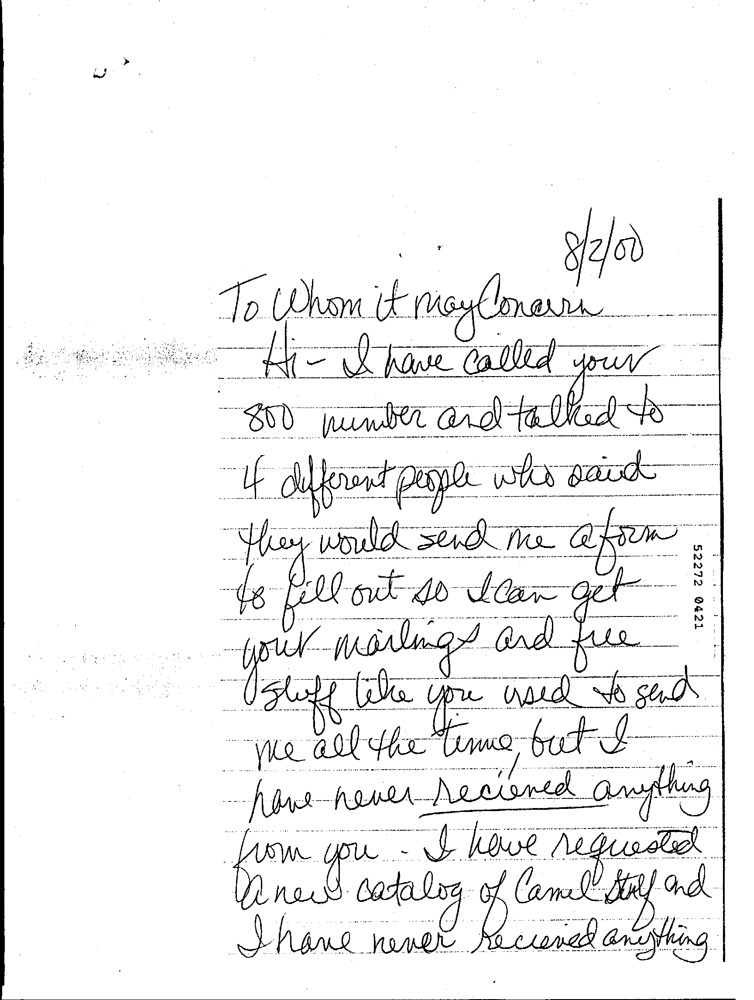 8/2/00
To Whom it may Concern
Hi - I have called your
800 number and talked to
4 different people who said
they would send me a form
to fill out so I can get
your mailings and free
stuff like you used to send
me all the time, but I
have never recieved anything
from you - I have requested
a new catalog of Camel Stuff and
I have never recieved anything
52272 0421